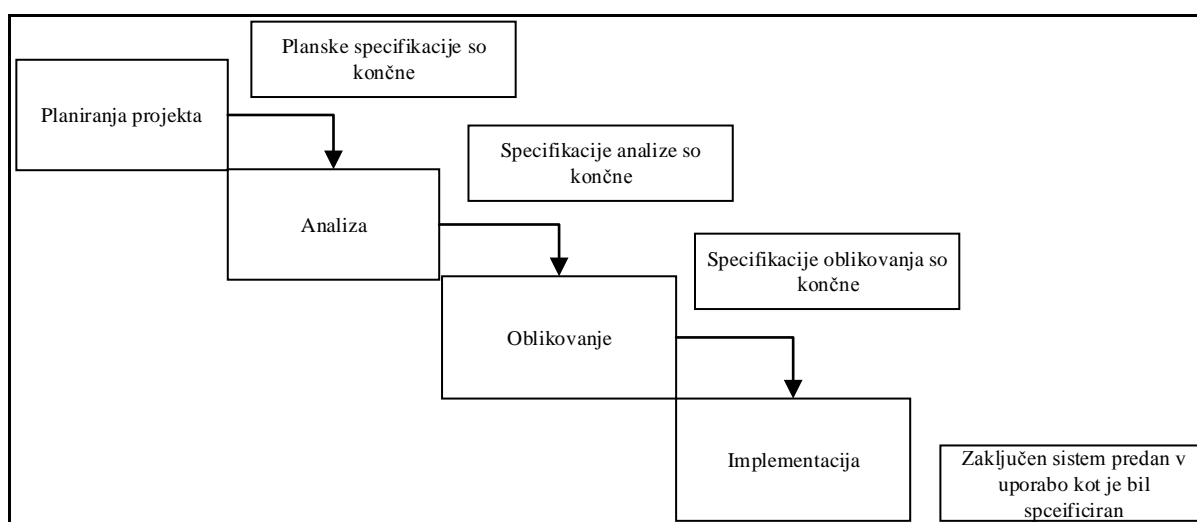 Planske specifikacije so
končne
Planiranja projekta
Specifikacije analize so
končne
Analiza
Specifikacije oblikovanja so
končne
Oblikovanje
Implementacija
Zaključen sistem predan v
uporabo kot je bil
spceificiran